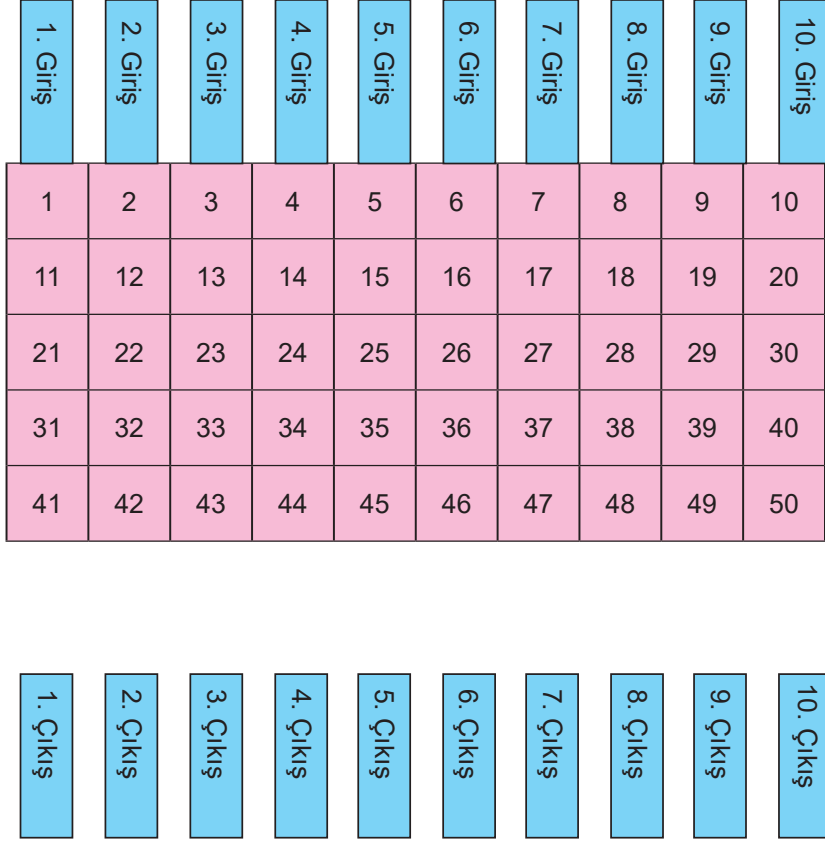 1. Giriş
2. Giriş
3. Giriş
4. Giriş
5. Giriş
6. Giriş
7. Giriş
8. Giriş
9. Giriş
10. Giriş
1 2 3 4 5 6 7 8 9 10
11 12 13 14 15 16 17 18 19 20
21 22 23 24 25 26 27 28 29 30
31 32 33 34 35 36 37 38 39 40
41 42 43 44 45 46 47 48 49 50
1. Çıkış
2. Çıkış
3. Çıkış
4. Çıkış
5. Çıkış
6. Çıkış
7. Çıkış
8. Çıkış
9. Çıkış
10. Çıkış